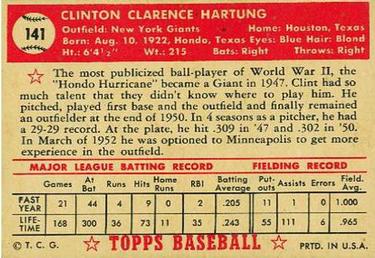 141
CLINTON CLARENCE HARTUNG
Outfield: New York Giants Home: Houston, Texas
Born: Aug. 10, 1922, Hondo, Texas Eyes: Blue Hair: Blond
Ht.: 6'4½" Wt.: 215 Bats: Right Throws: Right
The most publicized ball-player of World War II, the
"Hondo Hurricane" became a Giant in 1947. Clint had
so much talent that they didn't know where to play him. He
pitched, played first base and the outfield and finally remained
an outfielder at the end of 1950. In 4 seasons as a pitcher, he had
a 29-29 record. At the plate, he hit .309 in '47 and .302 in '50.
In March of 1952 he was optioned to Minneapolis to get
more experience in the outfield.
MAJOR LEAGUE BATTING RECORD FIELDING RECORD
Games At Bat Runs Hits Home Runs RBI Batting Average Put-outs Assists Errors Field. Avg.
PAST YEAR 21 44 4 9 0 2 .205 11 0 0 1.000
LIFE-TIME 168 300 36 73 11 35 .243 55 111 6 .965
© T. C. G. TOPPS BASEBALL PRTD. IN U.S.A.